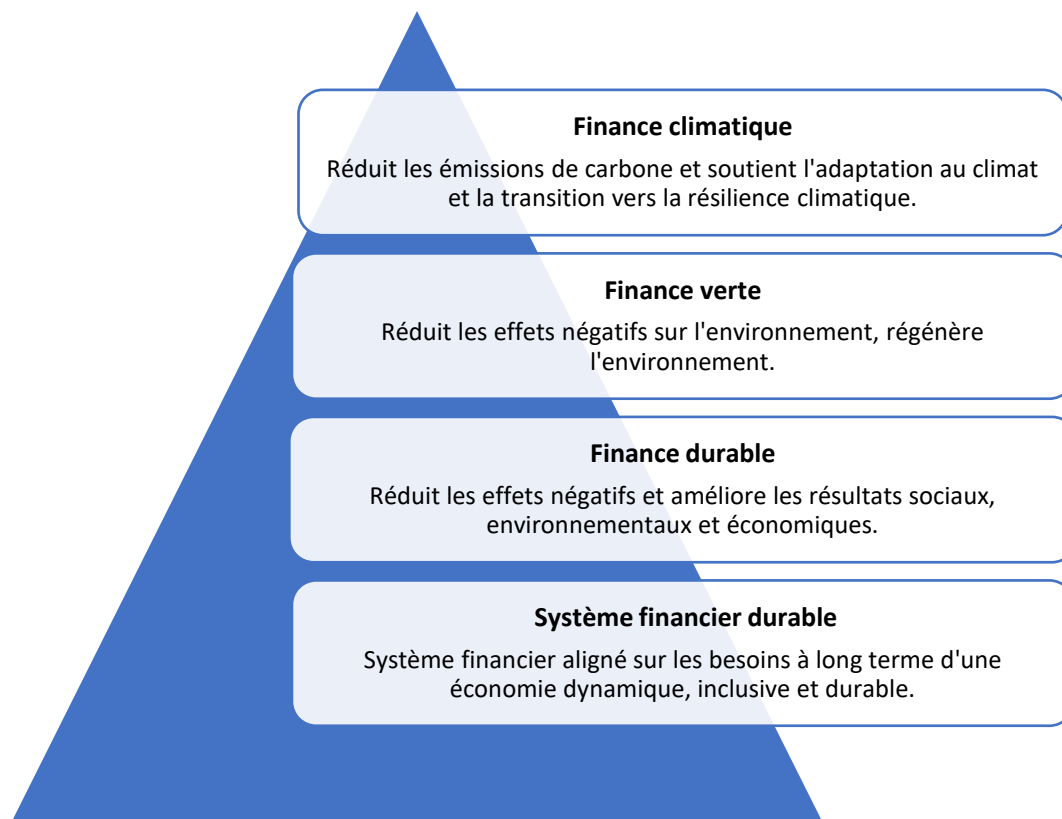 Finance climatique
Réduit les émissions de carbone et soutient l'adaptation au climat
et la transition vers la résilience climatique.
Finance verte
Réduit les effets négatifs sur l'environnement, régénère
l'environnement.
Finance durable
Réduit les effets négatifs et améliore les résultats sociaux,
environnementaux et économiques.
Système financier durable
Système financier aligné sur les besoins à long terme d'une
économie dynamique, inclusive et durable.